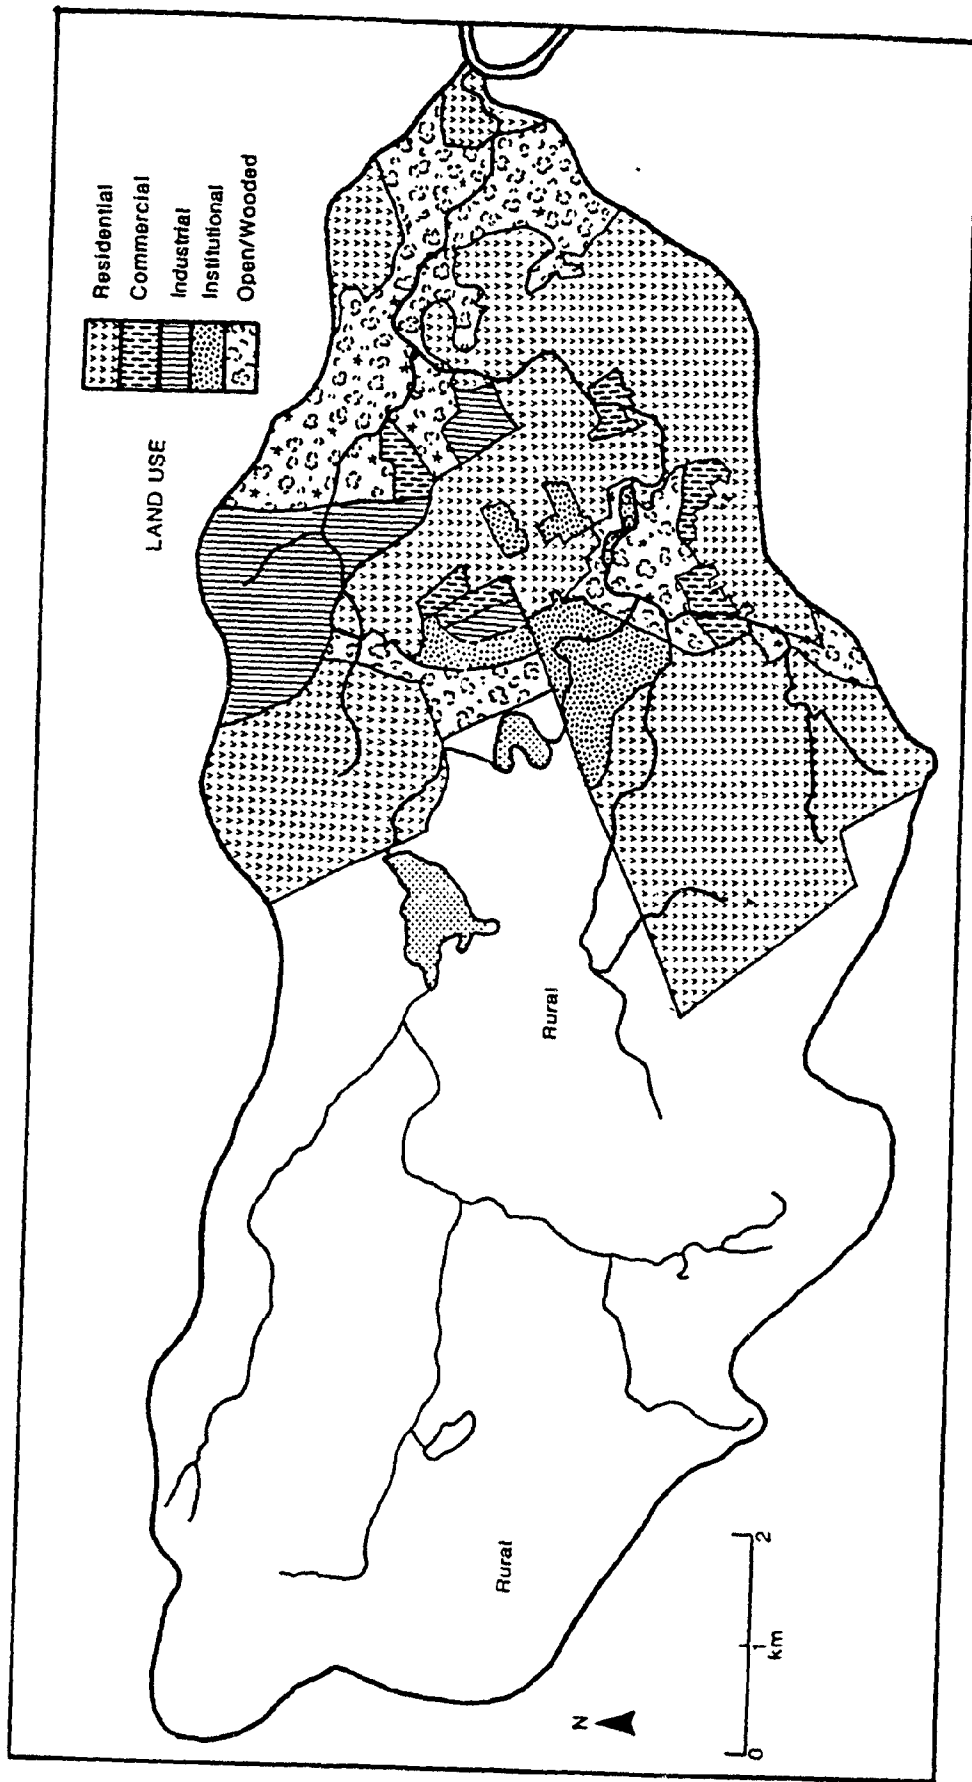 LAND USE
Residential
Commercial
Industrial
Institutional
Open/Wooded
Rural
Rural
N
0
1
2
km